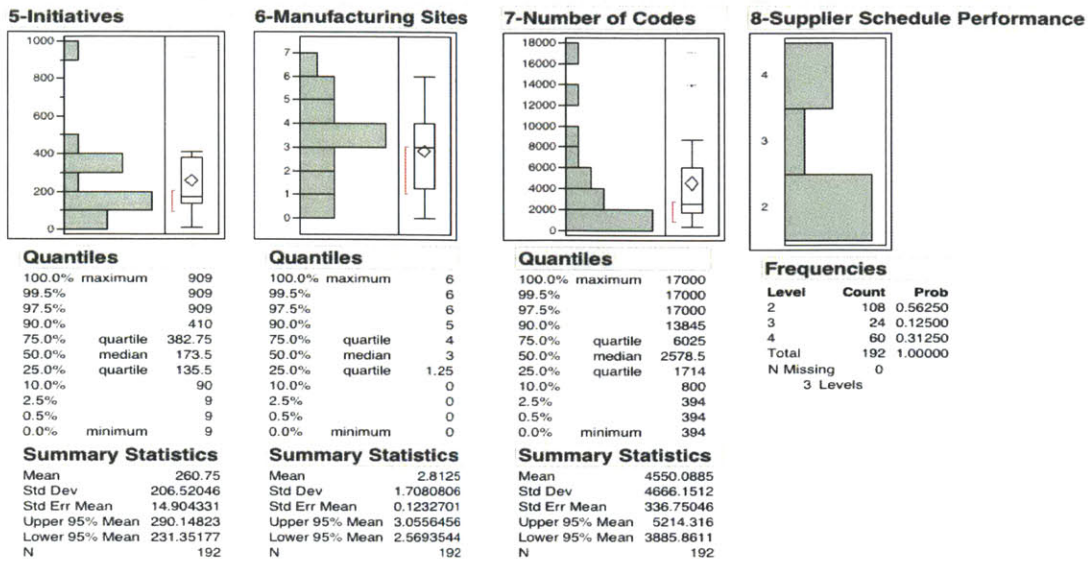 5-Initiatives
1000
800
600
400
200
0
Quantiles
100.0% maximum 909
99.5% 909
97.5% 909
90.0% 410
75.0% quartile 382.75
50.0% median 173.5
25.0% quartile 135.5
10.0% 90
2.5% 9
0.5% 9
0.0% minimum 9
Summary Statistics
Mean 260.75
Std Dev 206.52046
Std Err Mean 14.904331
Upper 95% Mean 290.14823
Lower 95% Mean 231.35177
N 192
6-Manufacturing Sites
7
6
5
4
3
2
1
0
Quantiles
100.0% maximum 6
99.5% 6
97.5% 6
90.0% 5
75.0% quartile 4
50.0% median 3
25.0% quartile 1.25
10.0% 0
2.5% 0
0.5% 0
0.0% minimum 0
Summary Statistics
Mean 2.8125
Std Dev 1.7080806
Std Err Mean 0.1232701
Upper 95% Mean 3.0556456
Lower 95% Mean 2.5693544
N 192
7-Number of Codes
18000
16000
14000
12000
10000
8000
6000
4000
2000
0
Quantiles
100.0% maximum 17000
99.5% 17000
97.5% 17000
90.0% 13845
75.0% quartile 6025
50.0% median 2578.5
25.0% quartile 1714
10.0% 800
2.5% 394
0.5% 394
0.0% minimum 394
Summary Statistics
Mean 4550.0885
Std Dev 4666.1512
Std Err Mean 336.75046
Upper 95% Mean 5214.316
Lower 95% Mean 3885.8611
N 192
8-Supplier Schedule Performance
4
3
2
Frequencies
Level Count Prob
2 108 0.56250
3 24 0.12500
4 60 0.31250
Total 192 1.00000
N Missing 0
3 Levels